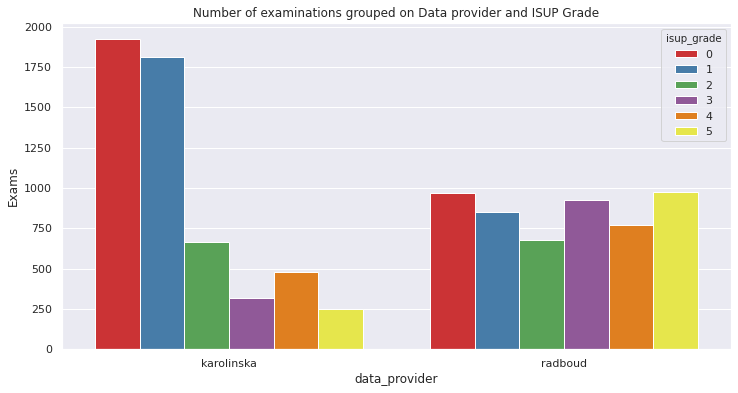 Number of examinations grouped on Data provider and ISUP Grade
2000
1750
1500
1250
1000
750
500
250
0
Exams
isup_grade
0
1
2
3
4
5
karolinska
radboud
data_provider